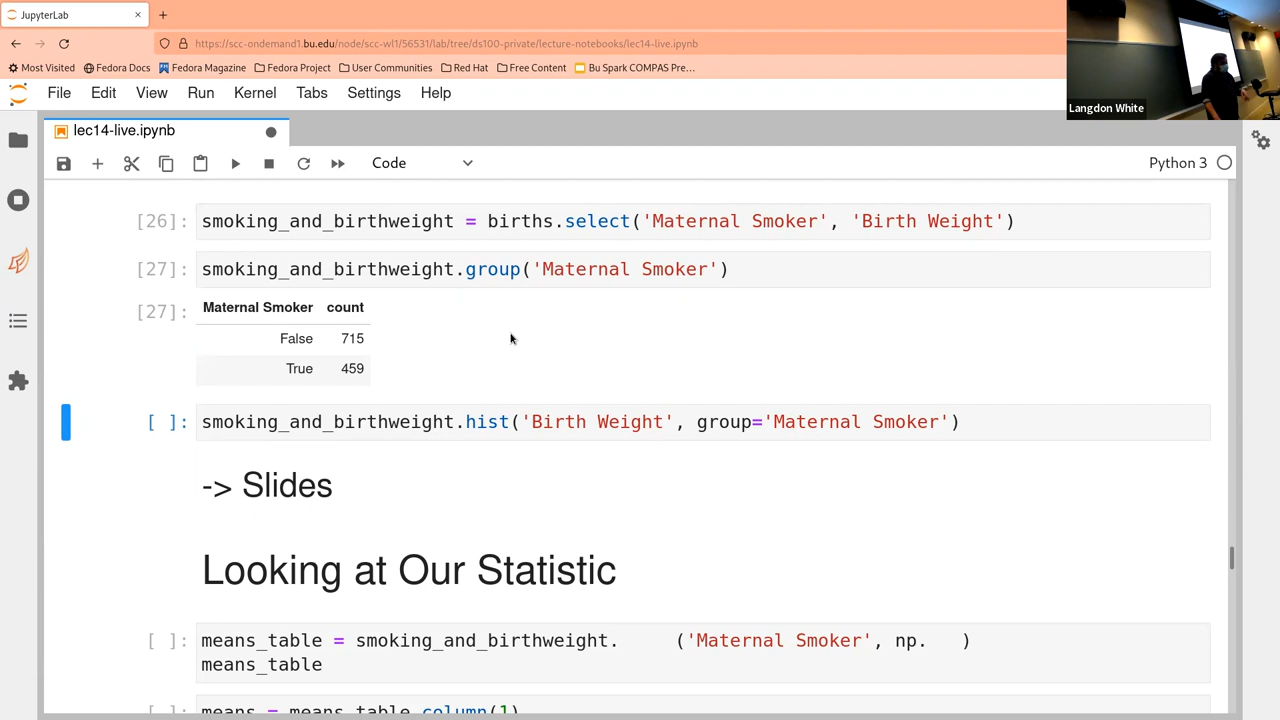 JupyterLab
https://scc-ondemand1.bu.edu/node/scc-wl1/56531/lab/tree/ds100-private/lecture-notebooks/lec14-live.ipynb
Most Visited Fedora Docs Fedora Magazine Fedora Project User Communities Red Hat Free Content Bu Spark COMPAS Pre…
Langdon White
File Edit View Run Kernel Tabs Settings Help
lec14-live.ipynb
Code Python 3
[26]: smoking_and_birthweight = births.select('Maternal Smoker', 'Birth Weight')
[27]: smoking_and_birthweight.group('Maternal Smoker')
[27]: Maternal Smoker count
False 715
True 459
[ ]: smoking_and_birthweight.hist('Birth Weight', group='Maternal Smoker')
-> Slides
Looking at Our Statistic
[ ]: means_table = smoking_and_birthweight. ('Maternal Smoker', np. )
means_table
[ ]: means = means_table.column(1)